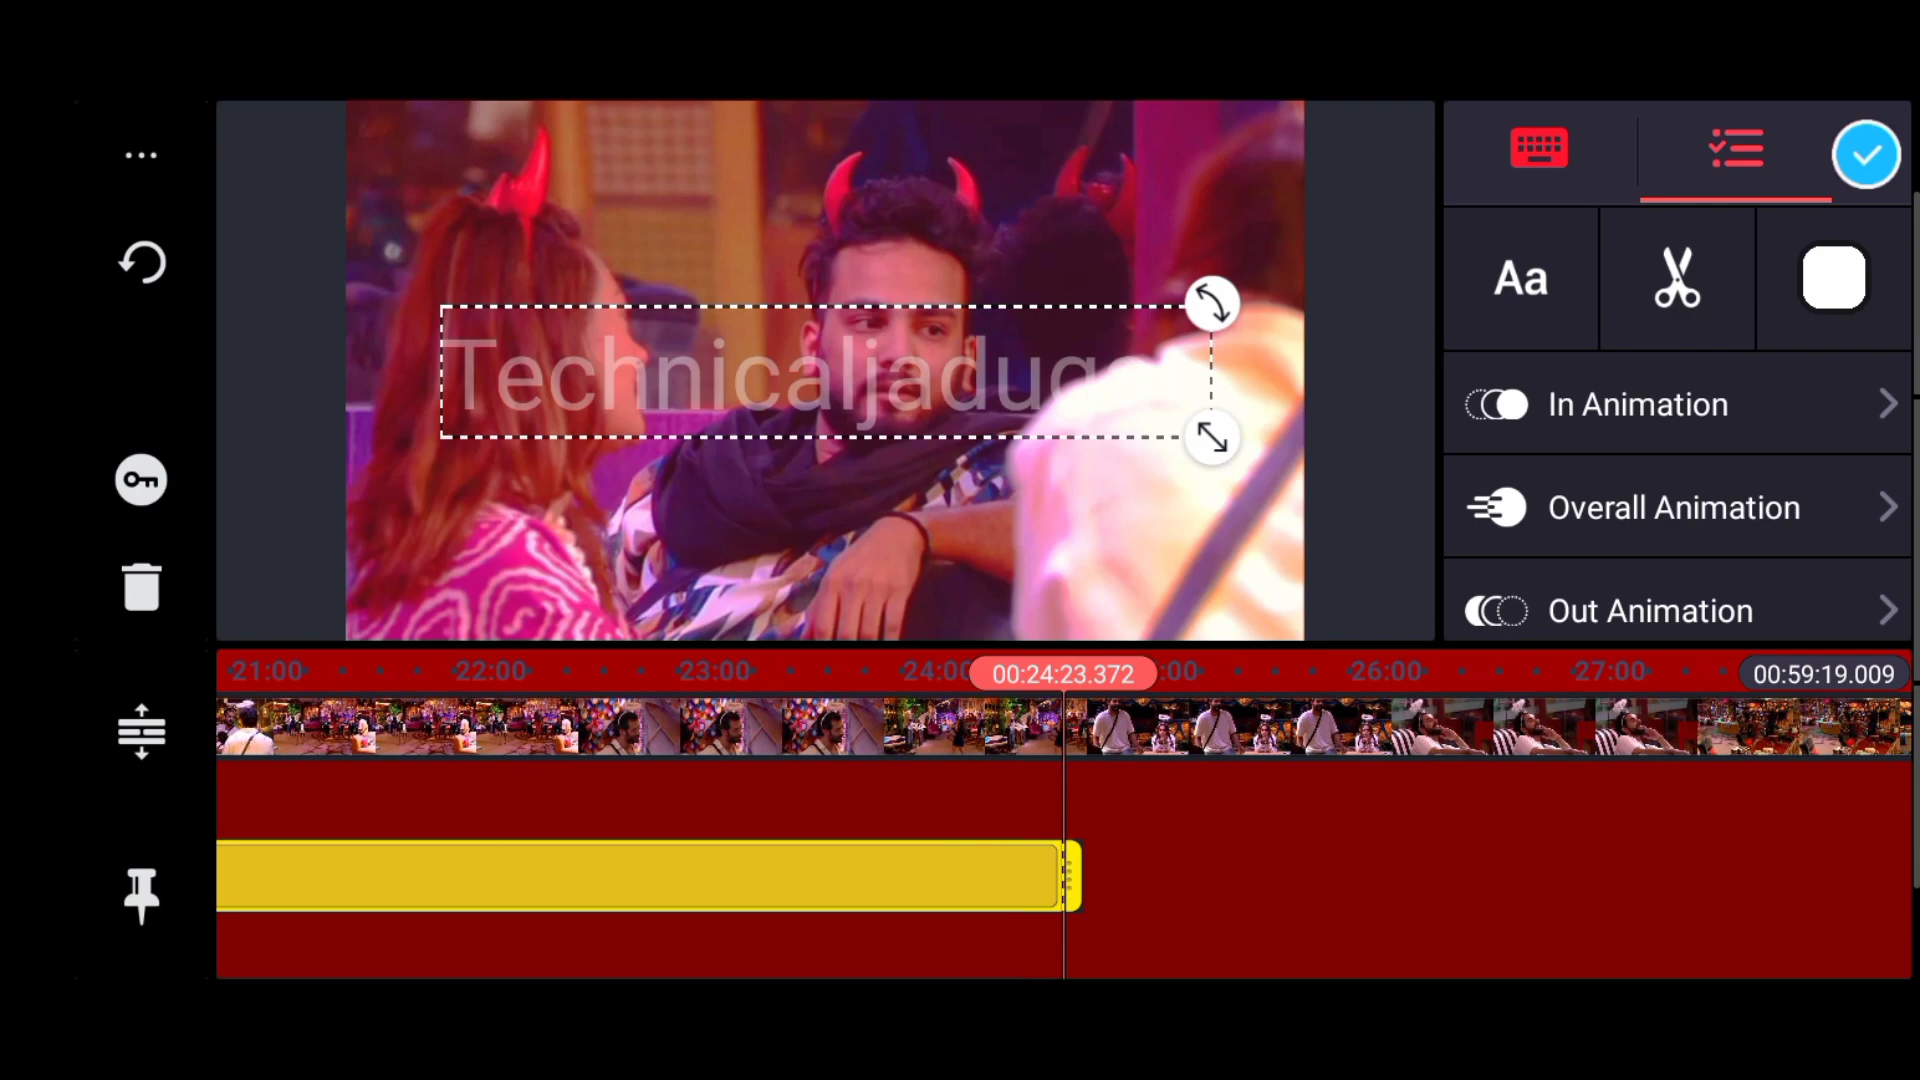 Technicaljadug
Aa
In Animation
Overall Animation
Out Animation
21:00
22:00
23:00
24:00
00:24:23.372
:00
26:00
27:00
00:59:19.009